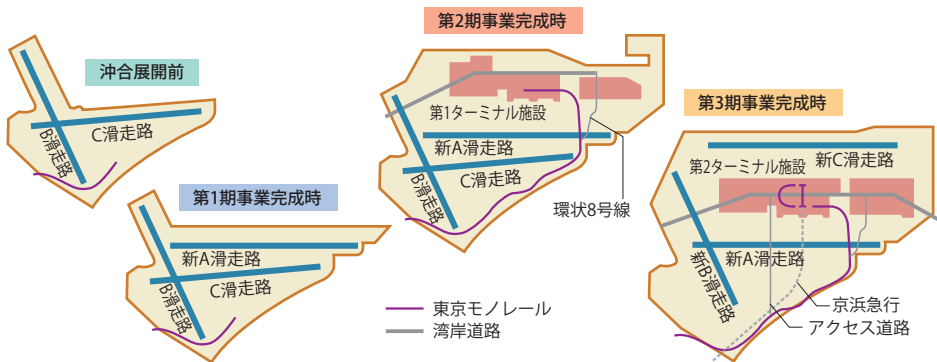 沖合展開前
B滑走路
C滑走路
第1期事業完成時
新A滑走路
C滑走路
B滑走路
第2期事業完成時
第1ターミナル施設
新A滑走路
C滑走路
B滑走路
環状8号線
第3期事業完成時
第2ターミナル施設
新C滑走路
新A滑走路
新B滑走路
京浜急行
アクセス道路
東京モノレール
湾岸道路